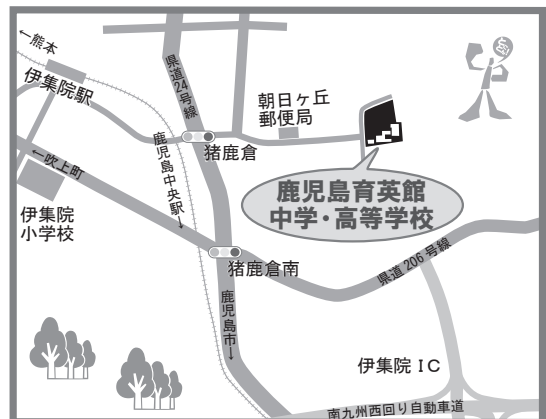 ←熊本
伊集院駅
県道24号線
朝日ヶ丘
郵便局
猪鹿倉
←吹上町
鹿児島中央駅→
鹿児島育英館
中学・高等学校
伊集院
小学校
猪鹿倉南
県道206号線
鹿児島市→
伊集院 IC
南九州西回り自動車道